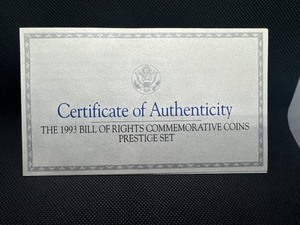 Certificate of Authenticity
THE 1993 BILL OF RIGHTS COMMEMORATIVE COINS
PRESTIGE SET